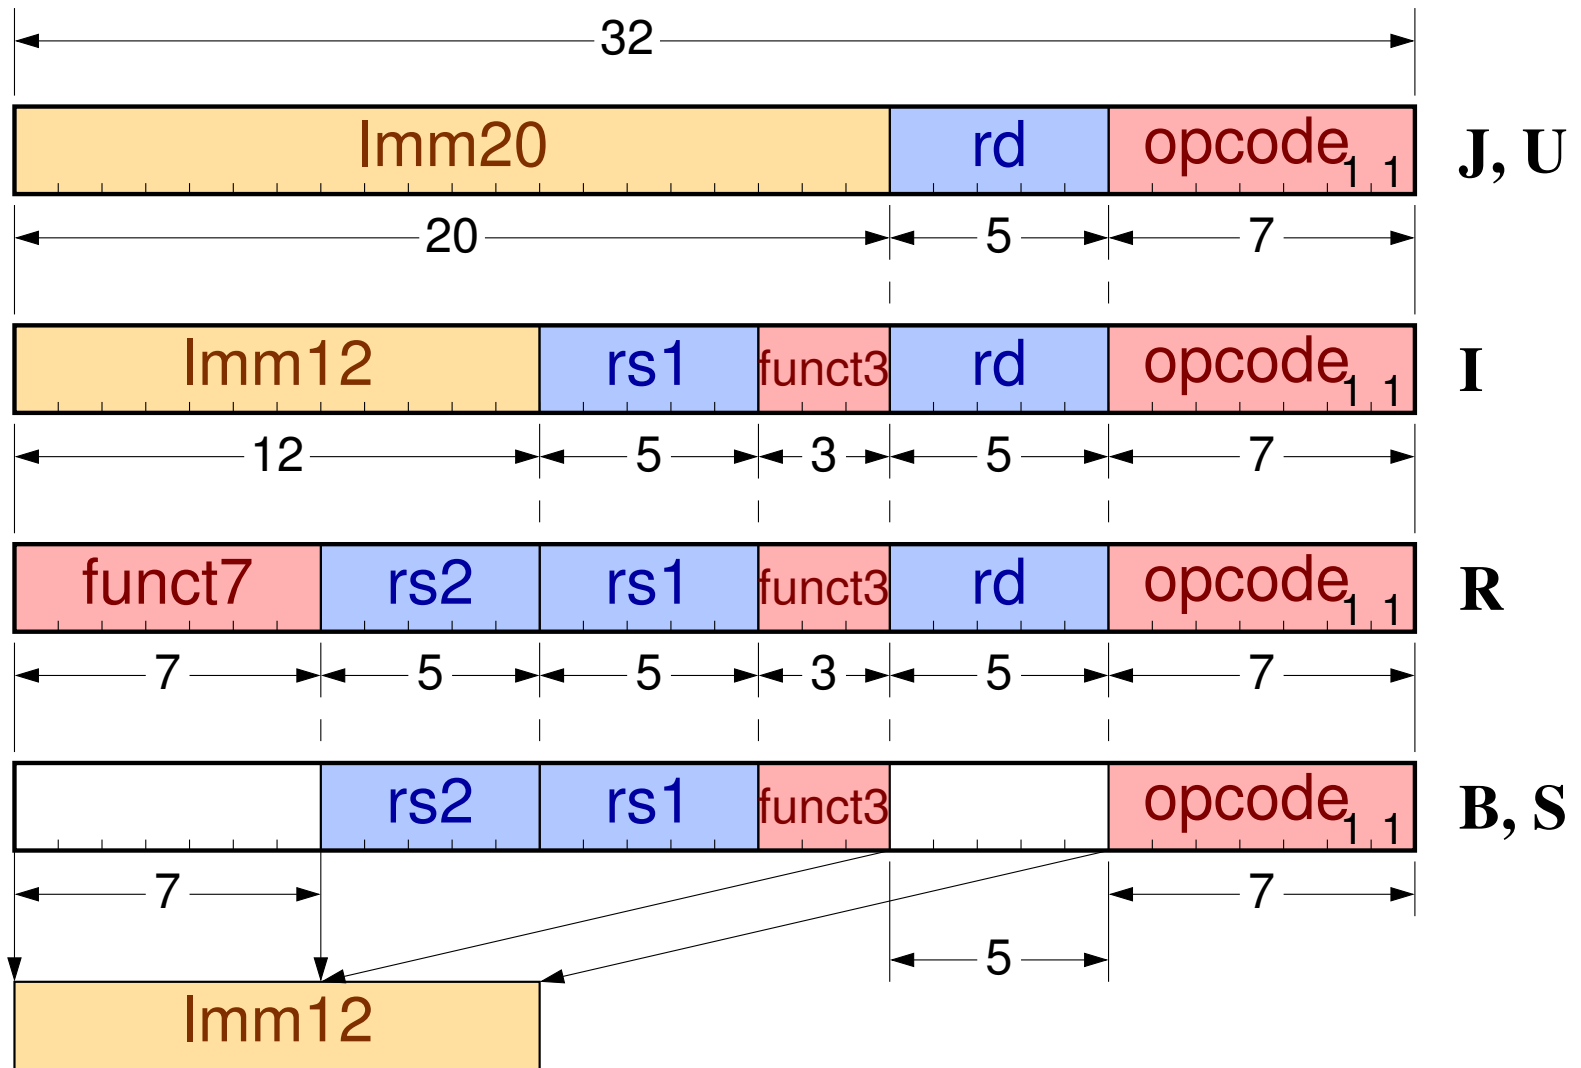 32
Imm20 rd opcode 1 1 J, U
20 5 7
Imm12 rs1 funct3 rd opcode 1 1 I
12 5 3 5 7
funct7 rs2 rs1 funct3 rd opcode 1 1 R
7 5 5 3 5 7
rs2 rs1 funct3 opcode 1 1 B, S
7 7
5
Imm12